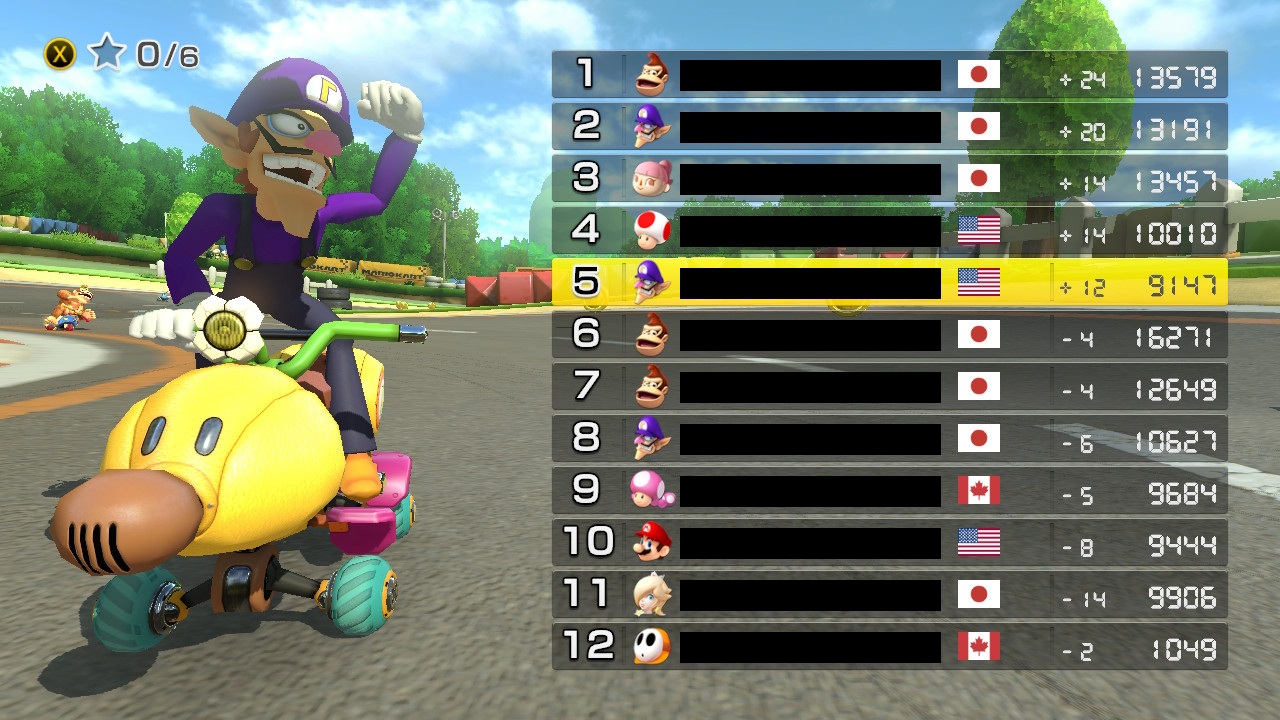 X 0/6
1 + 24 13579
2 + 20 13191
3 + 14 13457
4 + 14 10010
5 + 12 9147
6 - 4 16271
7 - 4 12649
8 - 6 10627
9 - 5 9684
10 - 8 9444
11 - 14 9906
12 - 2 1049
MARIOKART